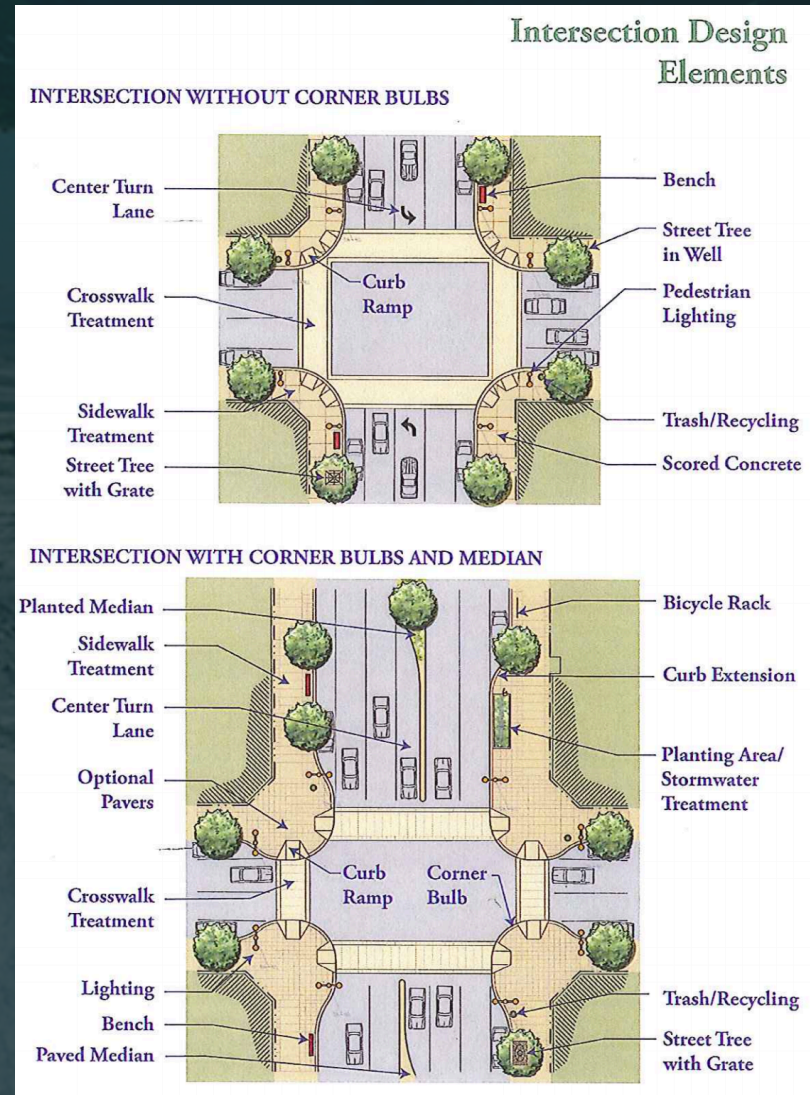 Intersection Design
Elements
INTERSECTION WITHOUT CORNER BULBS
Center Turn
Lane
Crosswalk
Treatment
Sidewalk
Treatment
Street Tree
with Grate
Curb
Ramp
Bench
Street Tree
in Well
Pedestrian
Lighting
Trash/Recycling
Scored Concrete
INTERSECTION WITH CORNER BULBS AND MEDIAN
Planted Median
Sidewalk
Treatment
Center Turn
Lane
Optional
Pavers
Crosswalk
Treatment
Lighting
Bench
Paved Median
Curb
Ramp
Corner
Bulb
Bicycle Rack
Curb Extension
Planting Area/
Stormwater
Treatment
Trash/Recycling
Street Tree
with Grate